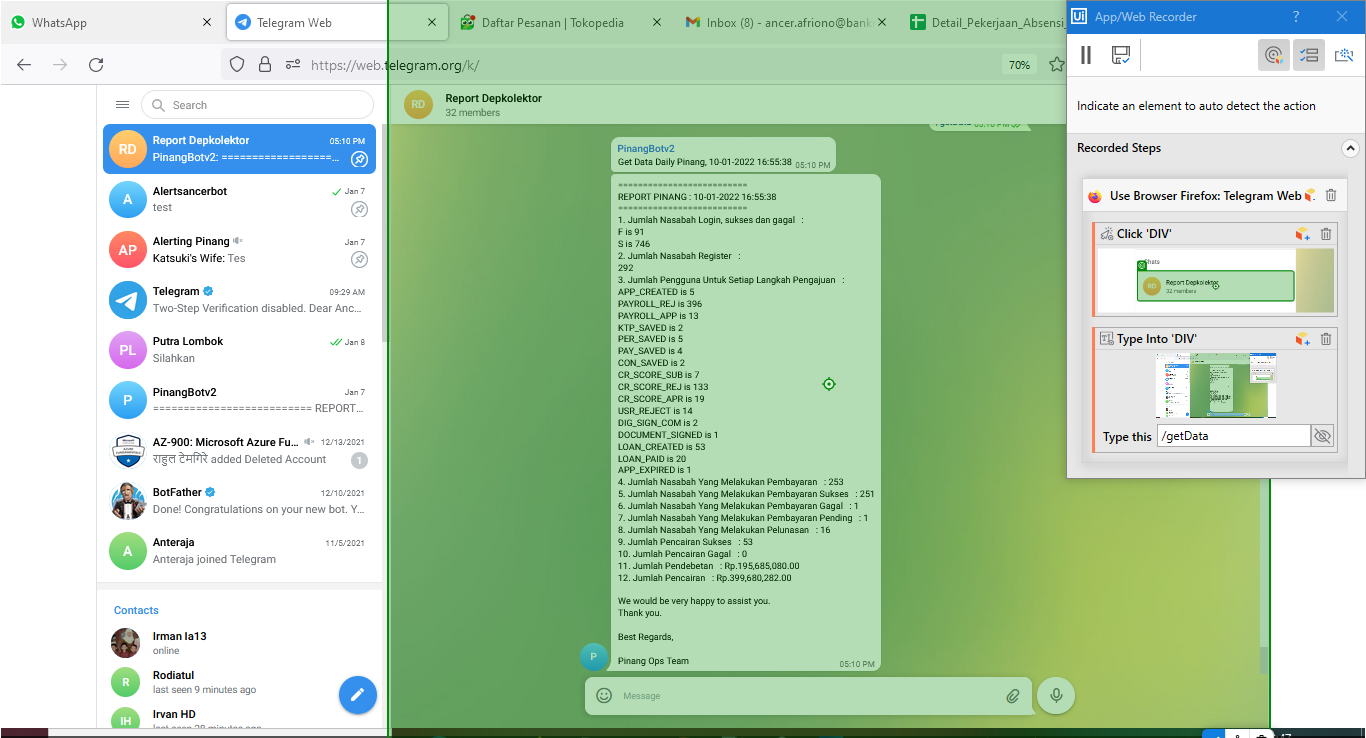 WhatsApp
Telegram Web
Daftar Pesanan | Tokopedia
Inbox (8) - ancer.afriono@bank
Detail_Pekerjaan_Absensi_
https://web.telegram.org/k/
70%
Search
RD
Report Depkolektor
05:10 PM
PinangBotv2: ==================...
A
Alertsancerbot
Jan 7
test
AP
Alerting Pinang
Jan 7
Katsuki's Wife: Tes
Telegram
09:29 AM
Two-Step Verification disabled. Dear Anc...
PL
Putra Lombok
Jan 8
Silahkan
P
PinangBotv2
Jan 7
========================== REPORT...
AZ-900: Microsoft Azure Fu...
12/13/2021
राहुल टेमगिरे added Deleted Account
1
BotFather
12/10/2021
Done! Congratulations on your new bot. Y...
A
Anteraja
11/5/2021
Anteraja joined Telegram
Contacts
Irman Ia13
online
R
Rodiatul
last seen 9 minutes ago
IH
Irvan HD
RD
Report Depkolektor
32 members
PinangBotv2
Get Data Daily Pinang, 10-01-2022 16:55:38
05:10 PM
==========================
REPORT PINANG : 10-01-2022 16:55:38
==========================
1. Jumlah Nasabah Login, sukses dan gagal :
F is 91
S is 746
2. Jumlah Nasabah Register :
292
3. Jumlah Pengguna Untuk Setiap Langkah Pengajuan :
APP_CREATED is 5
PAYROLL_REJ is 396
PAYROLL_APP is 13
KTP_SAVED is 2
PER_SAVED is 5
PAY_SAVED is 4
CON_SAVED is 2
CR_SCORE_SUB is 7
CR_SCORE_REJ is 133
CR_SCORE_APR is 19
USR_REJECT is 14
DIG_SIGN_COM is 2
DOCUMENT_SIGNED is 1
LOAN_CREATED is 53
LOAN_PAID is 20
APP_EXPIRED is 1
4. Jumlah Nasabah Yang Melakukan Pembayaran : 253
5. Jumlah Nasabah Yang Melakukan Pembayaran Sukses : 251
6. Jumlah Nasabah Yang Melakukan Pembayaran Gagal : 1
7. Jumlah Nasabah Yang Melakukan Pembayaran Pending : 1
8. Jumlah Nasabah Yang Melakukan Pelunasan : 16
9. Jumlah Pencairan Sukses : 53
10. Jumlah Pencairan Gagal : 0
11. Jumlah Pendebetan : Rp.195,685,080.00
12. Jumlah Pencairan : Rp.399,680,282.00
We would be very happy to assist you.
Thank you.
Best Regards,
Pinang Ops Team
05:10 PM
P
Message
Ui
App/Web Recorder
?
Indicate an element to auto detect the action
Recorded Steps
Use Browser Firefox: Telegram Web
Click 'DIV'
RD
Report Depkolektor
32 members
Type Into 'DIV'
Type this
/getData